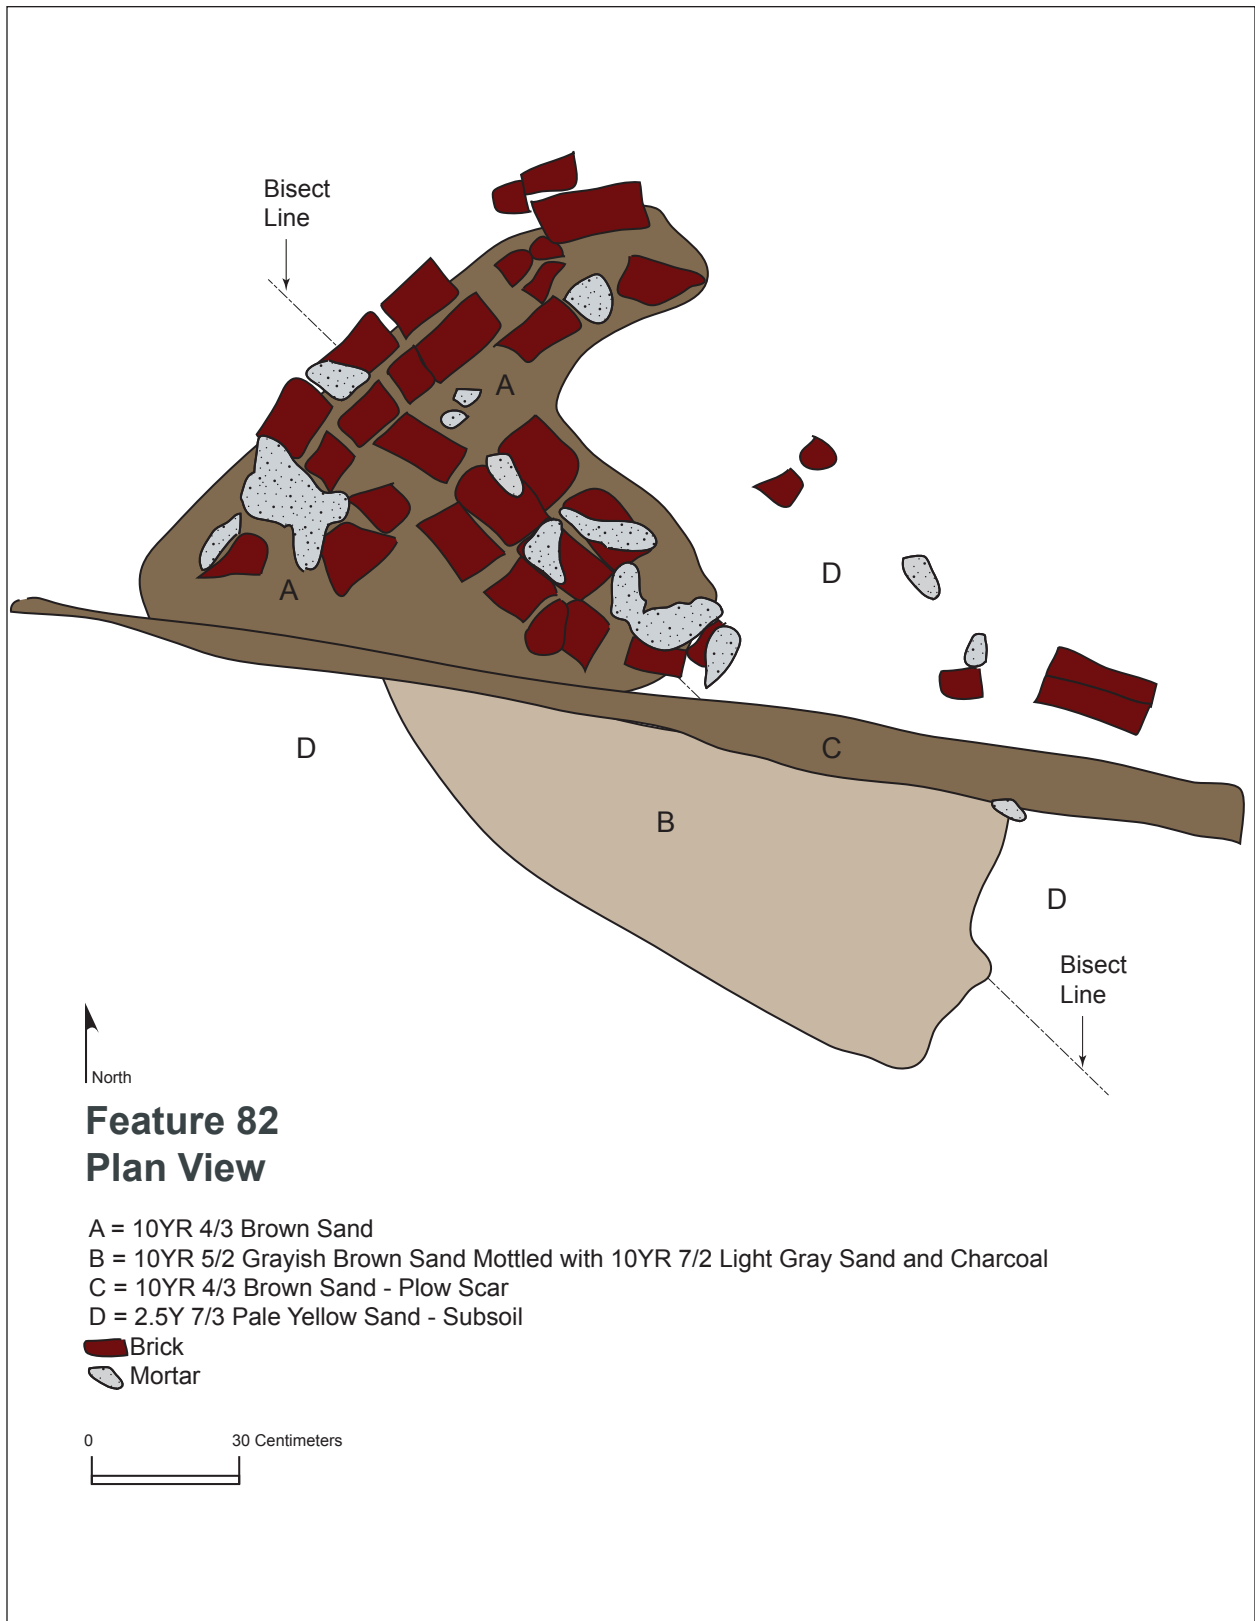 Bisect
Line
A
A
D
D
C
B
D
Bisect
Line
North
Feature 82
Plan View
A = 10YR 4/3 Brown Sand
B = 10YR 5/2 Grayish Brown Sand Mottled with 10YR 7/2 Light Gray Sand and Charcoal
C = 10YR 4/3 Brown Sand - Plow Scar
D = 2.5Y 7/3 Pale Yellow Sand - Subsoil
Brick
Mortar
0 30 Centimeters